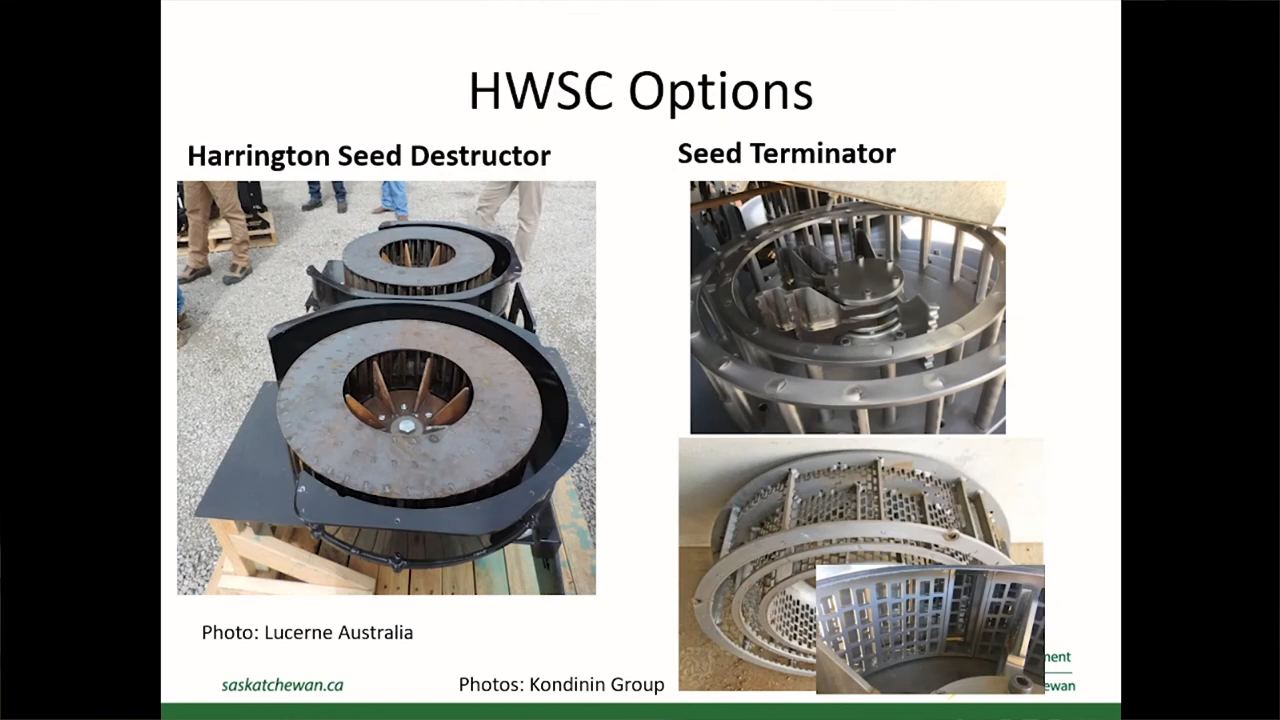 HWSC Options
Harrington Seed Destructor
Seed Terminator
Photo: Lucerne Australia
saskatchewan.ca
Photos: Kondinin Group